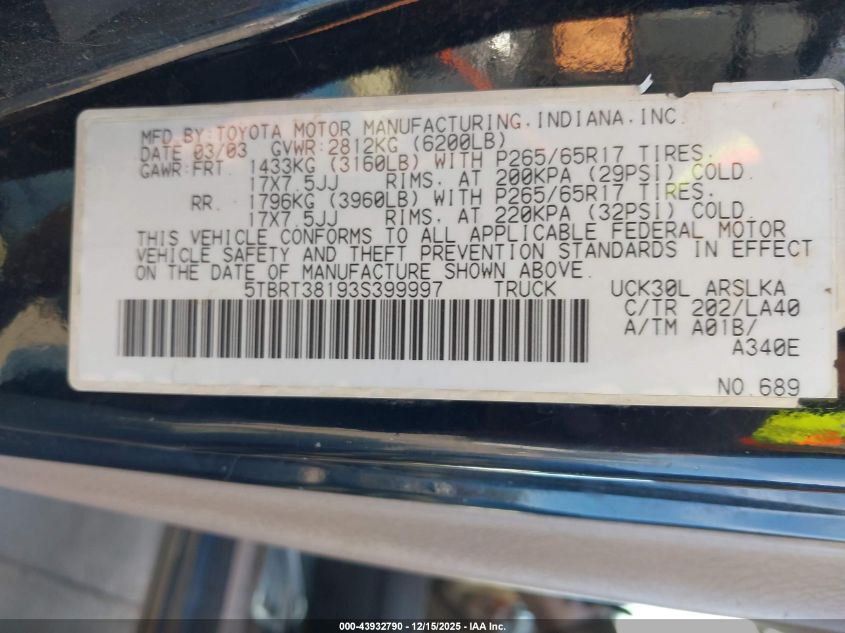 MFD.BY:TOYOTA MOTOR MANUFACTURING,INDIANA,INC.
DATE 03/03 GVWR:2812KG (6200LB)
GAWR:FRT. 1433KG (3160LB) WITH P265/65R17 TIRES.
17X7.5JJ RIMS. AT 200KPA (29PSI) COLD.
RR. 1796KG (3960LB) WITH P265/65R17 TIRES.
17X7.5JJ RIMS. AT 220KPA (32PSI) COLD.
THIS VEHICLE CONFORMS TO ALL APPLICABLE FEDERAL MOTOR
VEHICLE SAFETY AND THEFT PREVENTION STANDARDS IN EFFECT
ON THE DATE OF MANUFACTURE SHOWN ABOVE.
5TBRT38193S399997 TRUCK UCK30L ARSLKA
C/TR 202/LA40
A/TM A01B/
A340E
NO.689
000-43932790 - 12/15/2025 - IAA Inc.